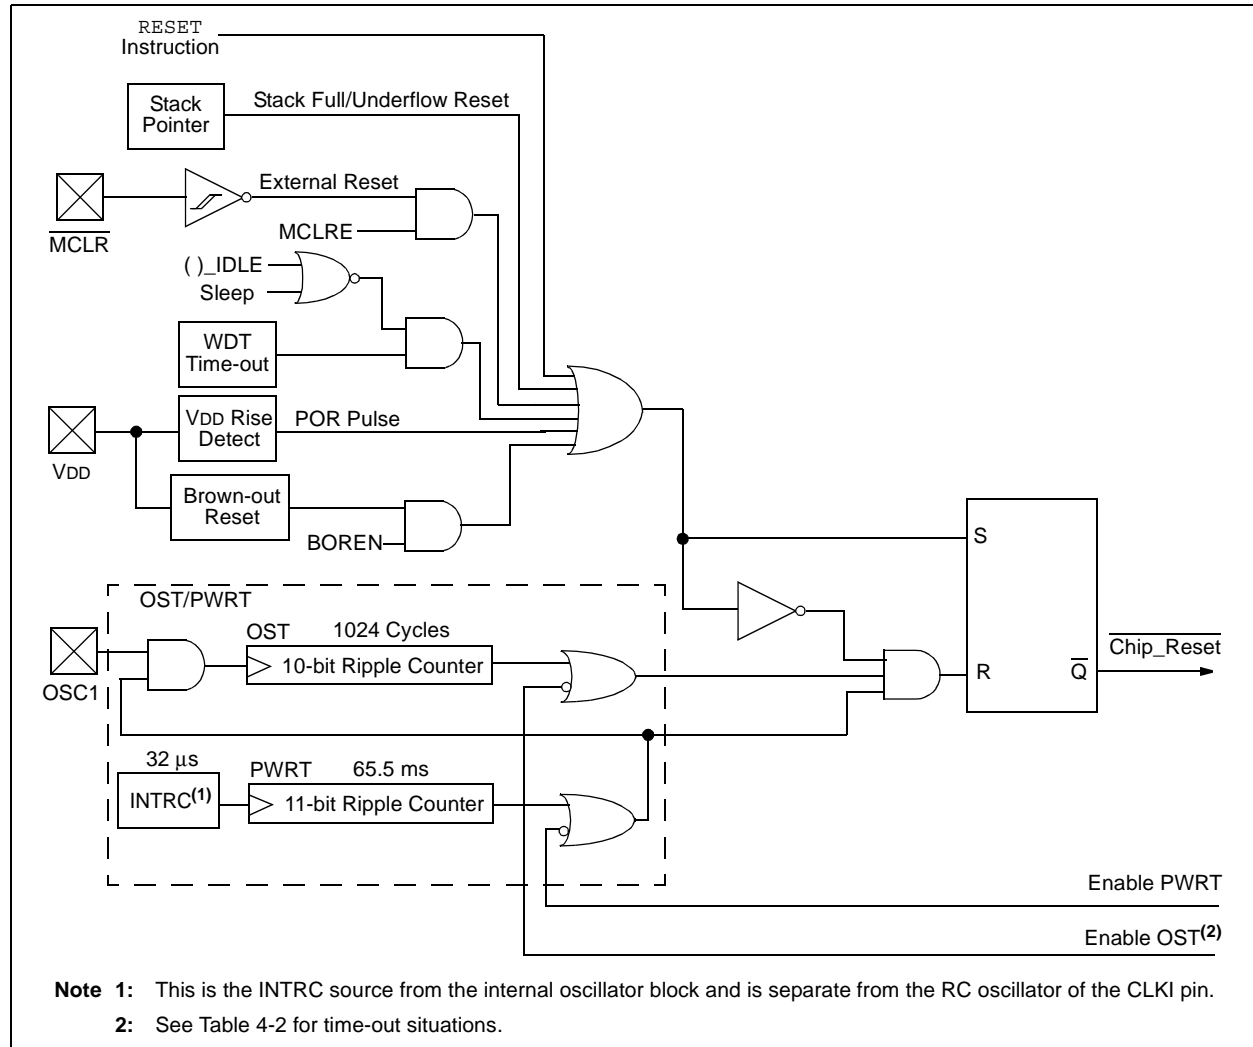 RESET
Instruction
Stack
Pointer
Stack Full/Underflow Reset
External Reset
MCLR
MCLRE
( )_IDLE
Sleep
WDT
Time-out
VDD Rise
Detect
POR Pulse
VDD
Brown-out
Reset
BOREN
S
OST/PWRT
OST 1024 Cycles
10-bit Ripple Counter
OSC1
Chip_Reset
R
Q
32 μs
INTRC(1)
PWRT 65.5 ms
11-bit Ripple Counter
Enable PWRT
Enable OST(2)
Note 1: This is the INTRC source from the internal oscillator block and is separate from the RC oscillator of the CLKI pin.
2: See Table 4-2 for time-out situations.